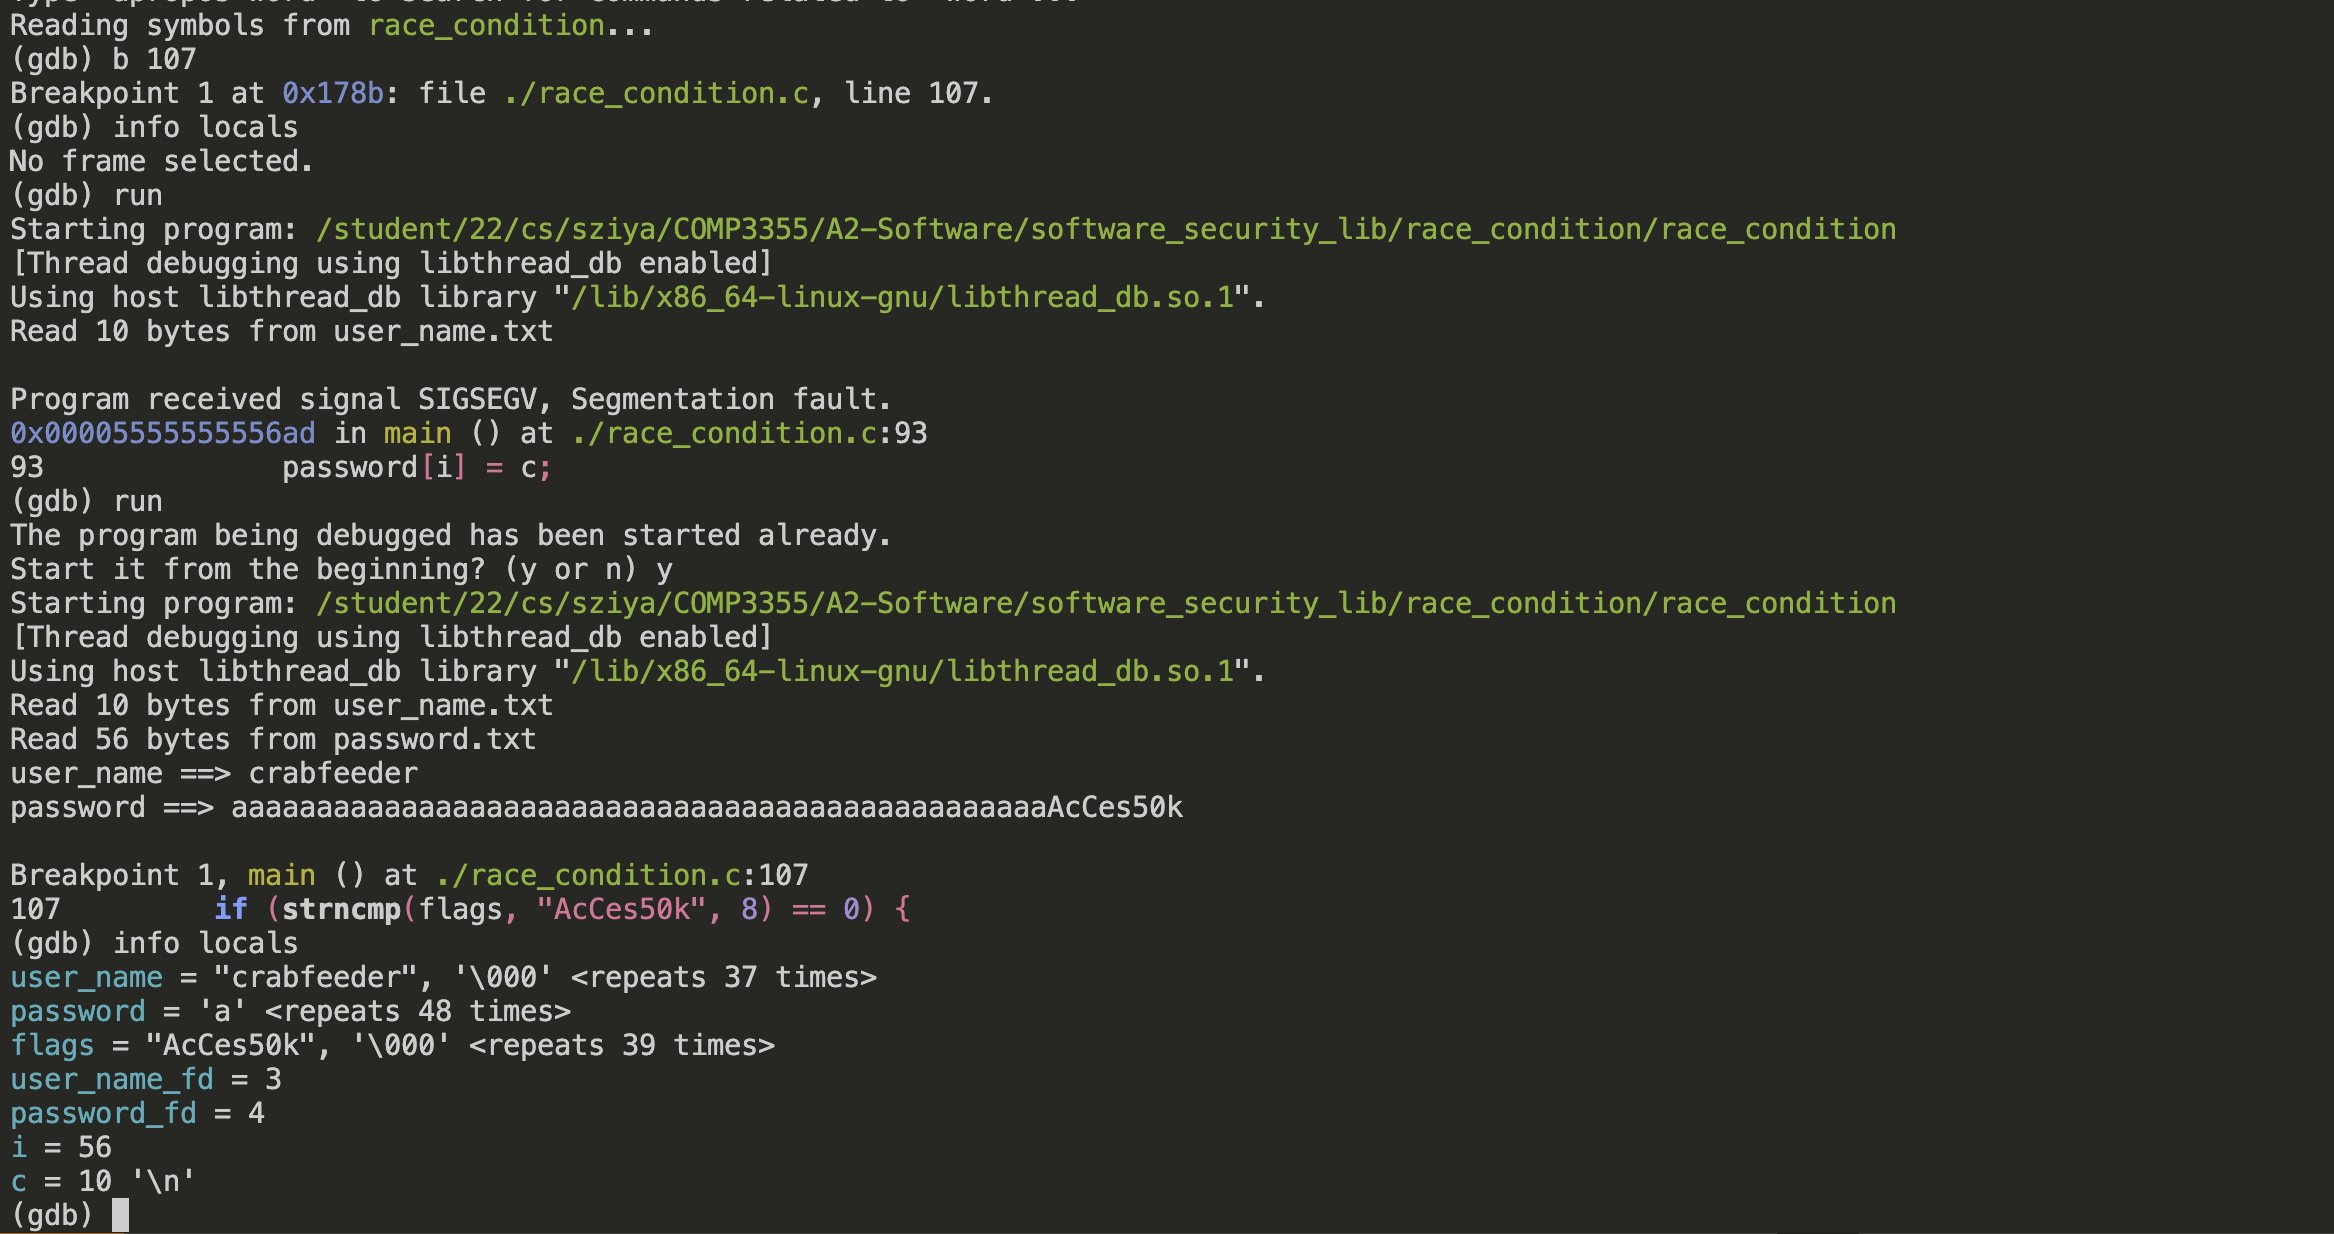 Reading symbols from race_condition...
(gdb) b 107
Breakpoint 1 at 0x178b: file ./race_condition.c, line 107.
(gdb) info locals
No frame selected.
(gdb) run
Starting program: /student/22/cs/sziya/COMP3355/A2-Software/software_security_lib/race_condition/race_condition
[Thread debugging using libthread_db enabled]
Using host libthread_db library "/lib/x86_64-linux-gnu/libthread_db.so.1".
Read 10 bytes from user_name.txt
Program received signal SIGSEGV, Segmentation fault.
0x00005555555556ad in main () at ./race_condition.c:93
93             password[i] = c;
(gdb) run
The program being debugged has been started already.
Start it from the beginning? (y or n) y
Starting program: /student/22/cs/sziya/COMP3355/A2-Software/software_security_lib/race_condition/race_condition
[Thread debugging using libthread_db enabled]
Using host libthread_db library "/lib/x86_64-linux-gnu/libthread_db.so.1".
Read 10 bytes from user_name.txt
Read 56 bytes from password.txt
user_name ==> crabfeeder
password ==> aaaaaaaaaaaaaaaaaaaaaaaaaaaaaaaaaaaaaaaaaaaaaaaaAcCes50k
Breakpoint 1, main () at ./race_condition.c:107
107         if (strncmp(flags, "AcCes50k", 8) == 0) {
(gdb) info locals
user_name = "crabfeeder", '\000' <repeats 37 times>
password = 'a' <repeats 48 times>
flags = "AcCes50k", '\000' <repeats 39 times>
user_name_fd = 3
password_fd = 4
i = 56
c = 10 '\n'
(gdb)